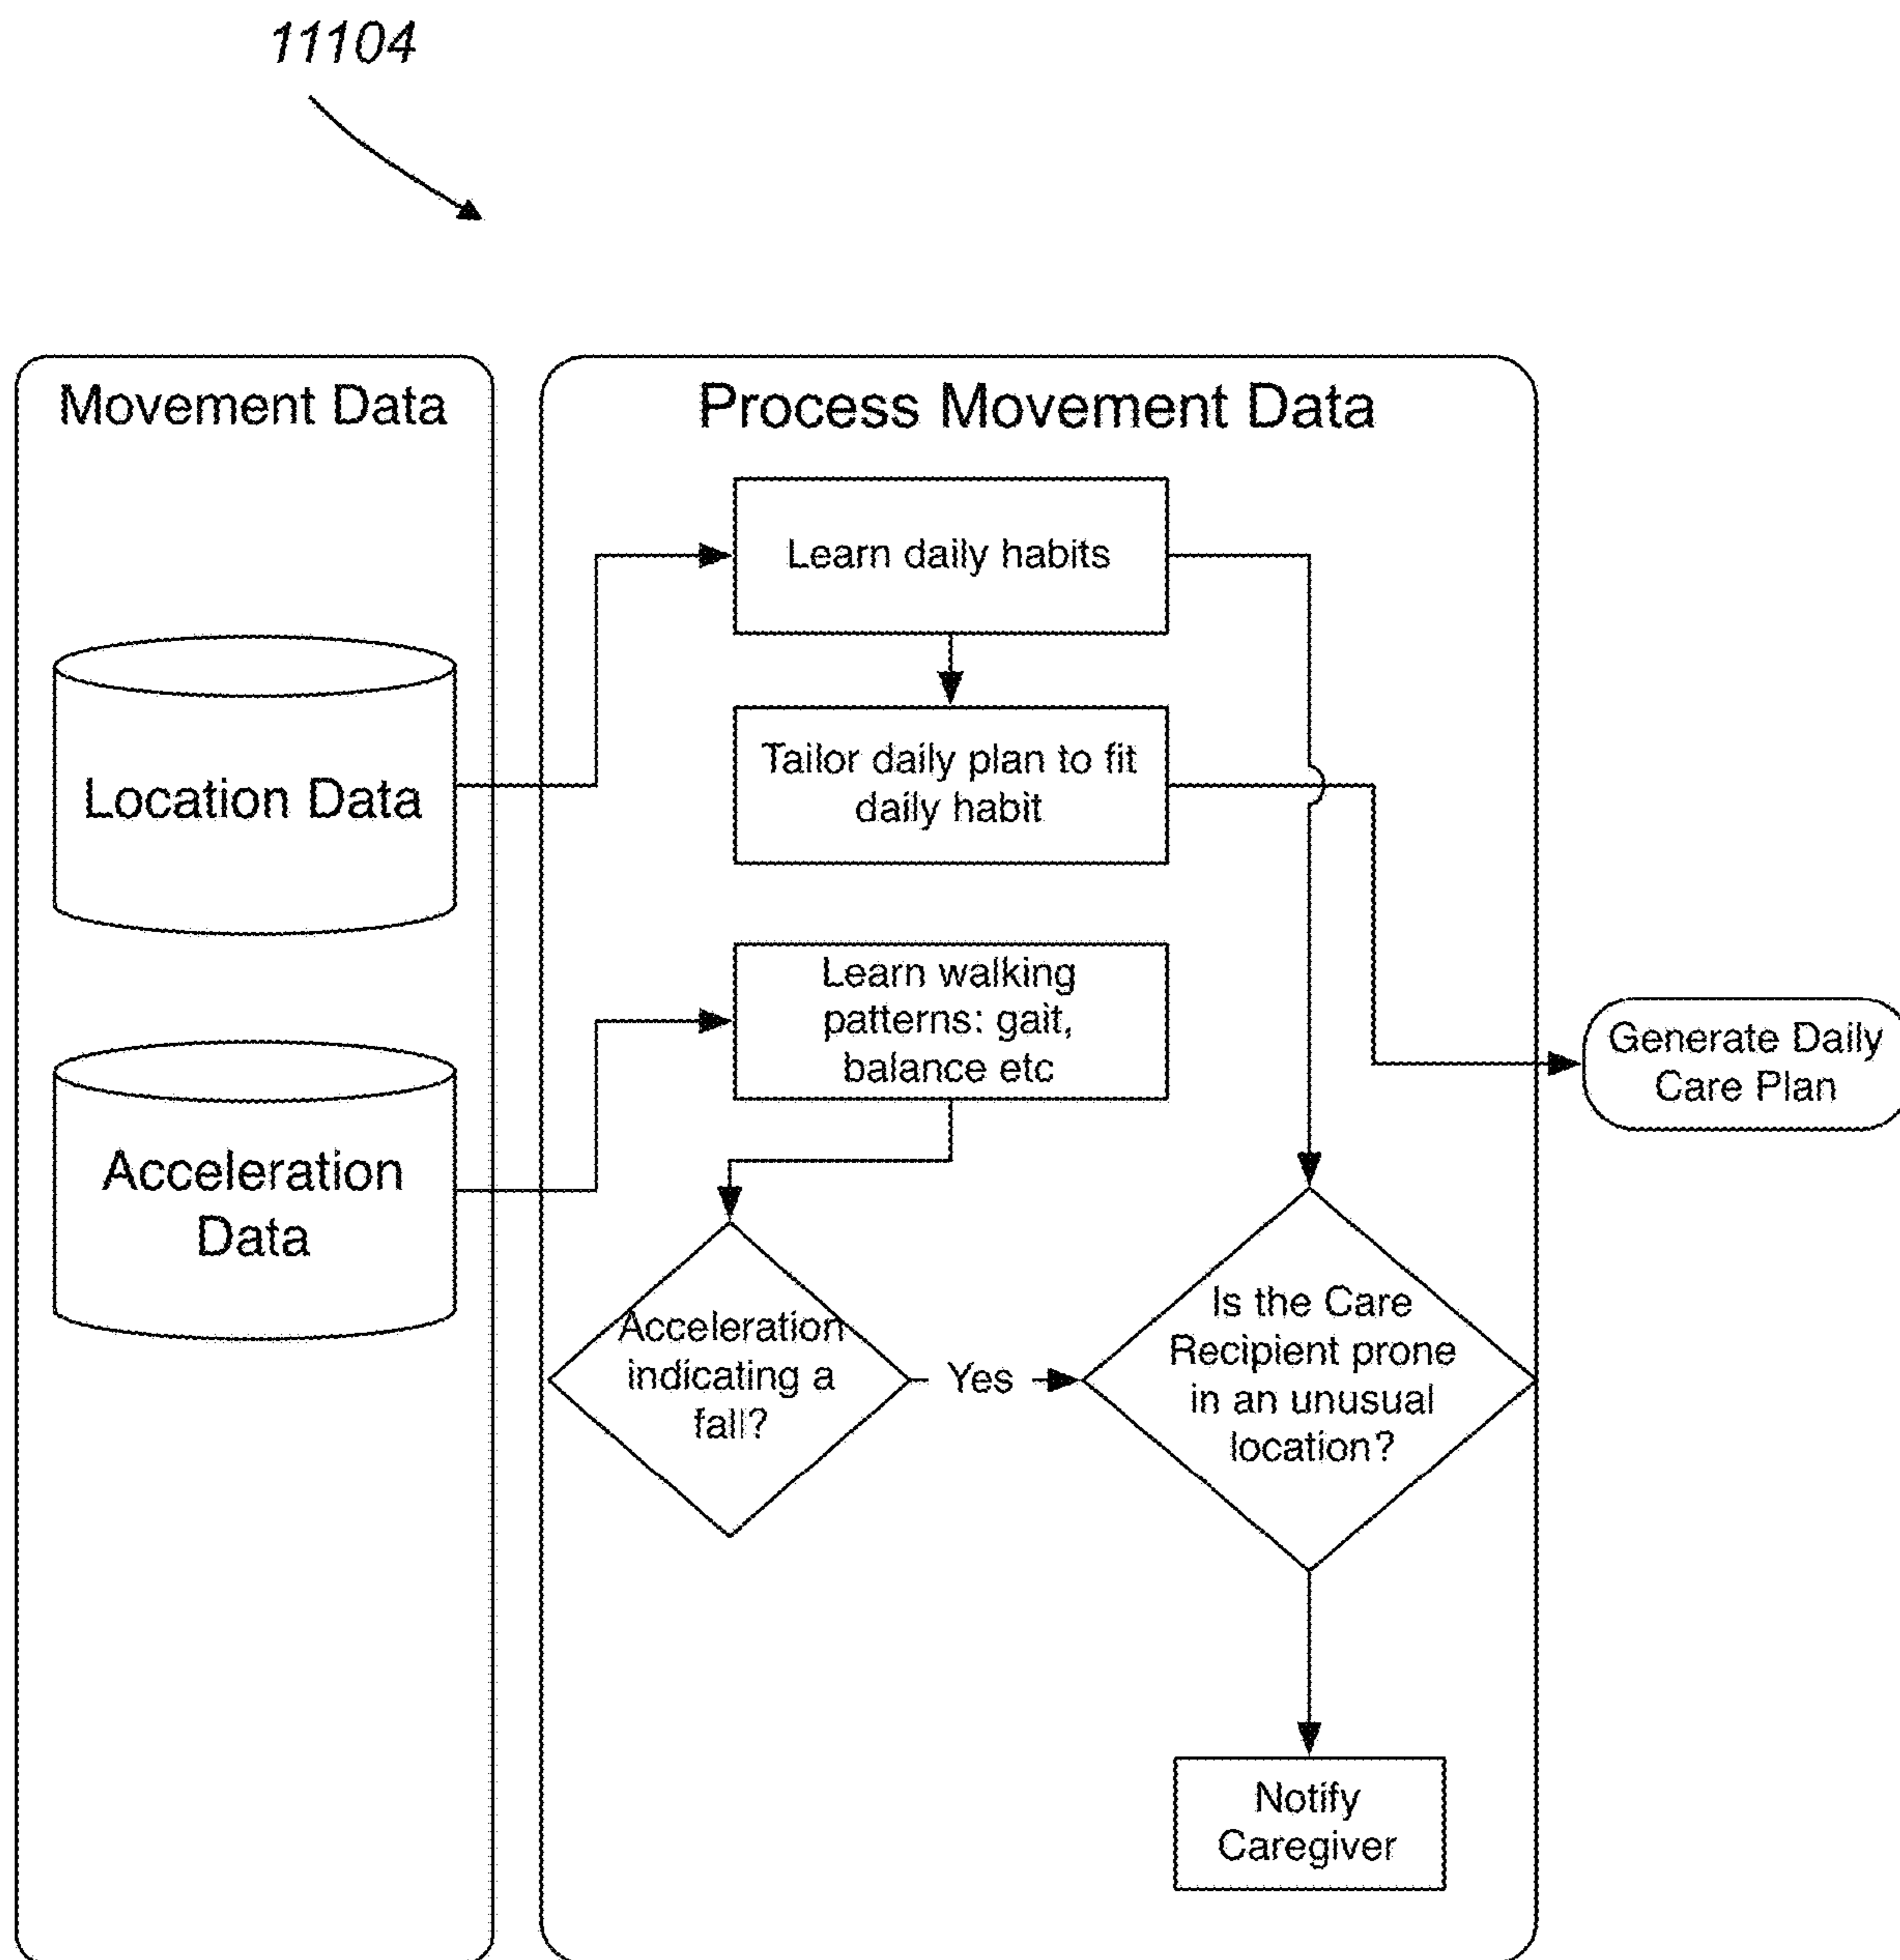 11104
Movement Data
Location Data
Acceleration
Data
Process Movement Data
Learn daily habits
Tailor daily plan to fit
daily habit
Learn walking
patterns: gait,
balance etc
Acceleration
indicating a
fall?
Yes
Is the Care
Recipient prone
in an unusual
location?
Notify
Caregiver
Generate Daily
Care Plan